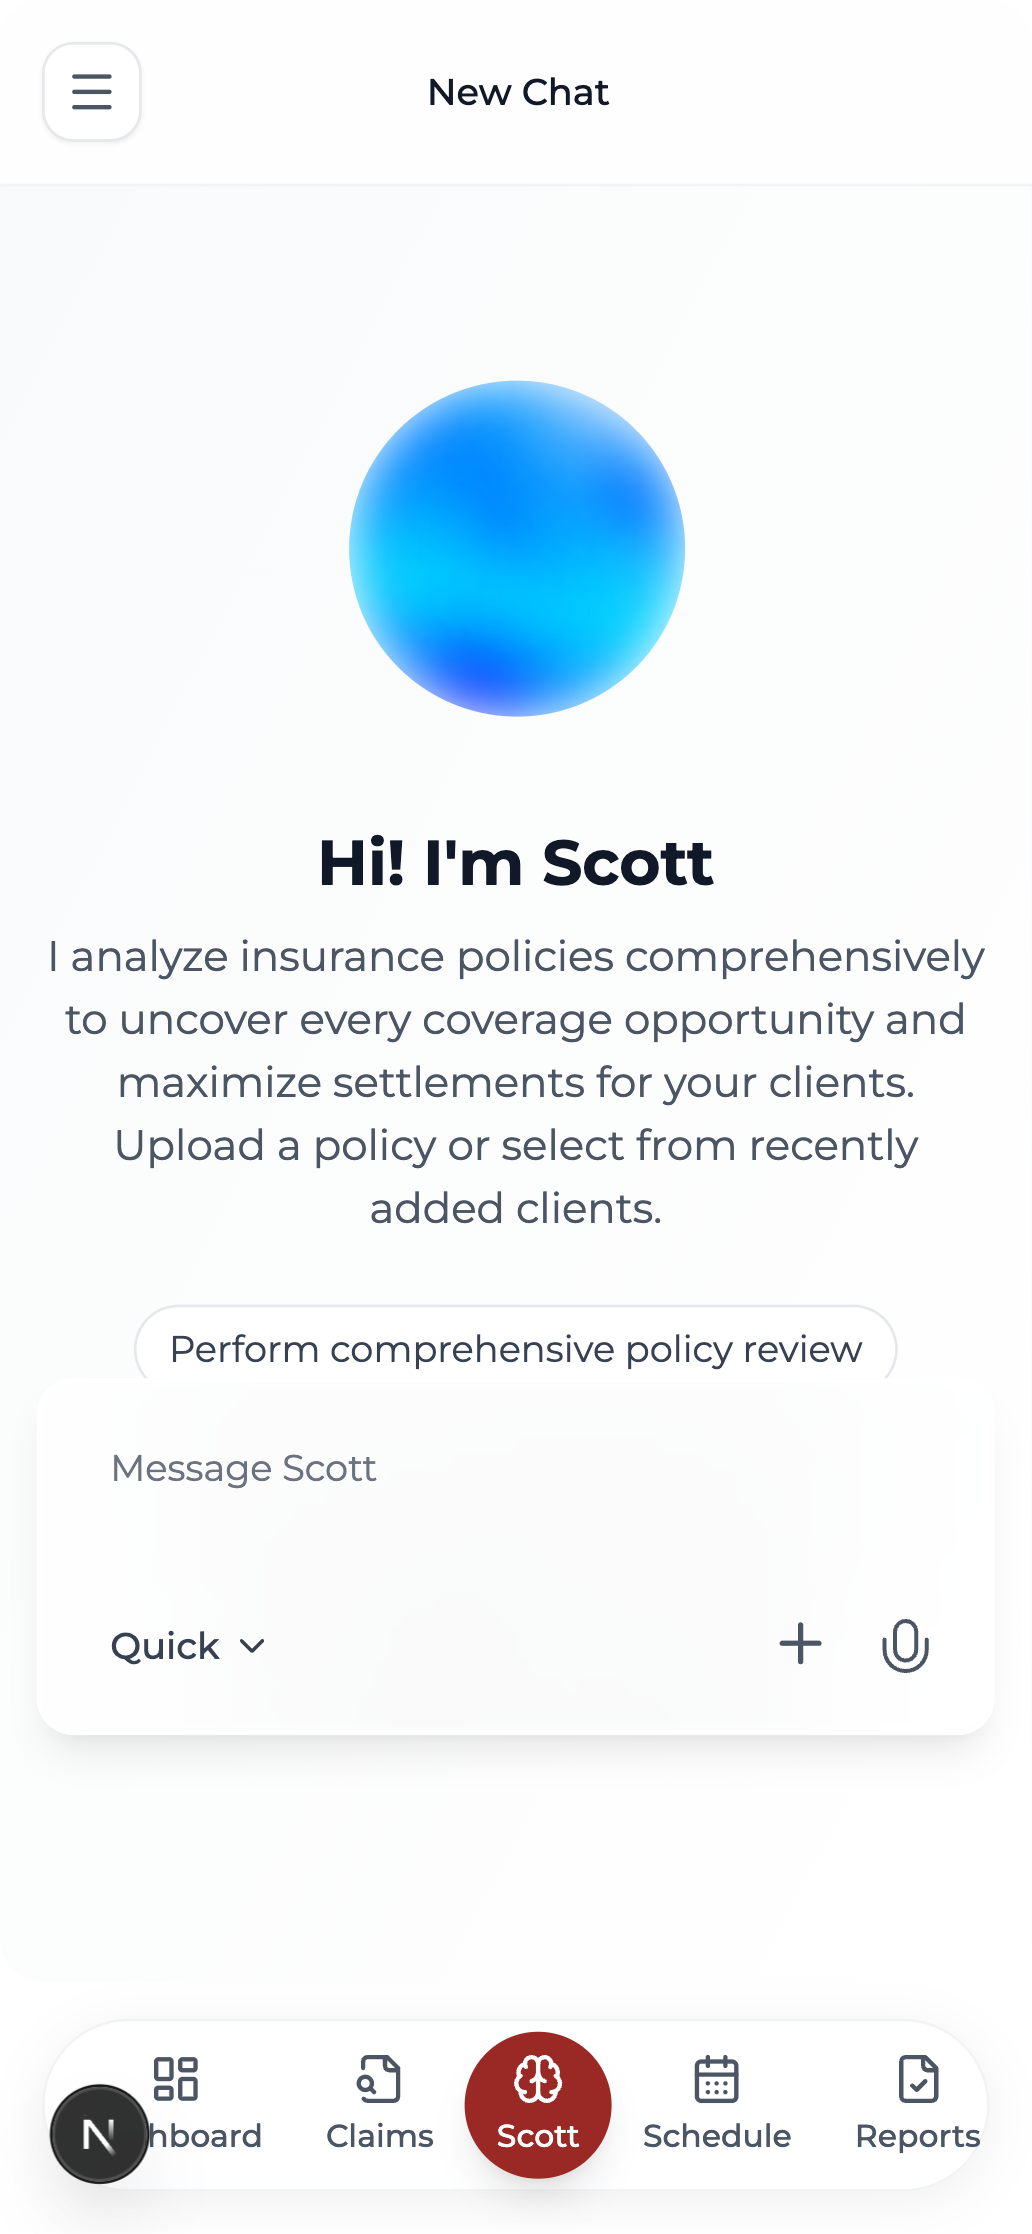 New Chat
Hi! I'm Scott
I analyze insurance policies comprehensively
to uncover every coverage opportunity and
maximize settlements for your clients.
Upload a policy or select from recently
added clients.
Perform comprehensive policy review
Message Scott
Quick
N
hboard
Claims
Scott
Schedule
Reports